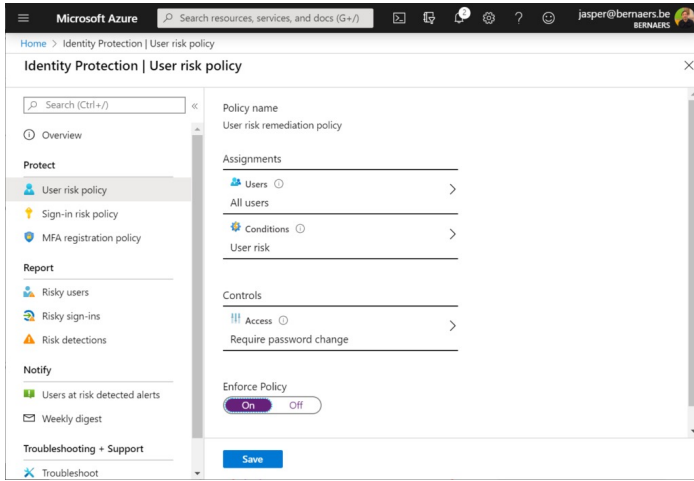 Microsoft Azure
Search resources, services, and docs (G+/)
2
jasper@bernaers.be
BERNAERS
Home > Identity Protection | User risk policy
Identity Protection | User risk policy
Search (Ctrl+/)
Overview
Protect
User risk policy
Sign-in risk policy
MFA registration policy
Report
Risky users
Risky sign-ins
Risk detections
Notify
Users at risk detected alerts
Weekly digest
Troubleshooting + Support
Troubleshoot
Policy name
User risk remediation policy
Assignments
Users
All users
Conditions
User risk
Controls
Access
Require password change
Enforce Policy
On Off
Save